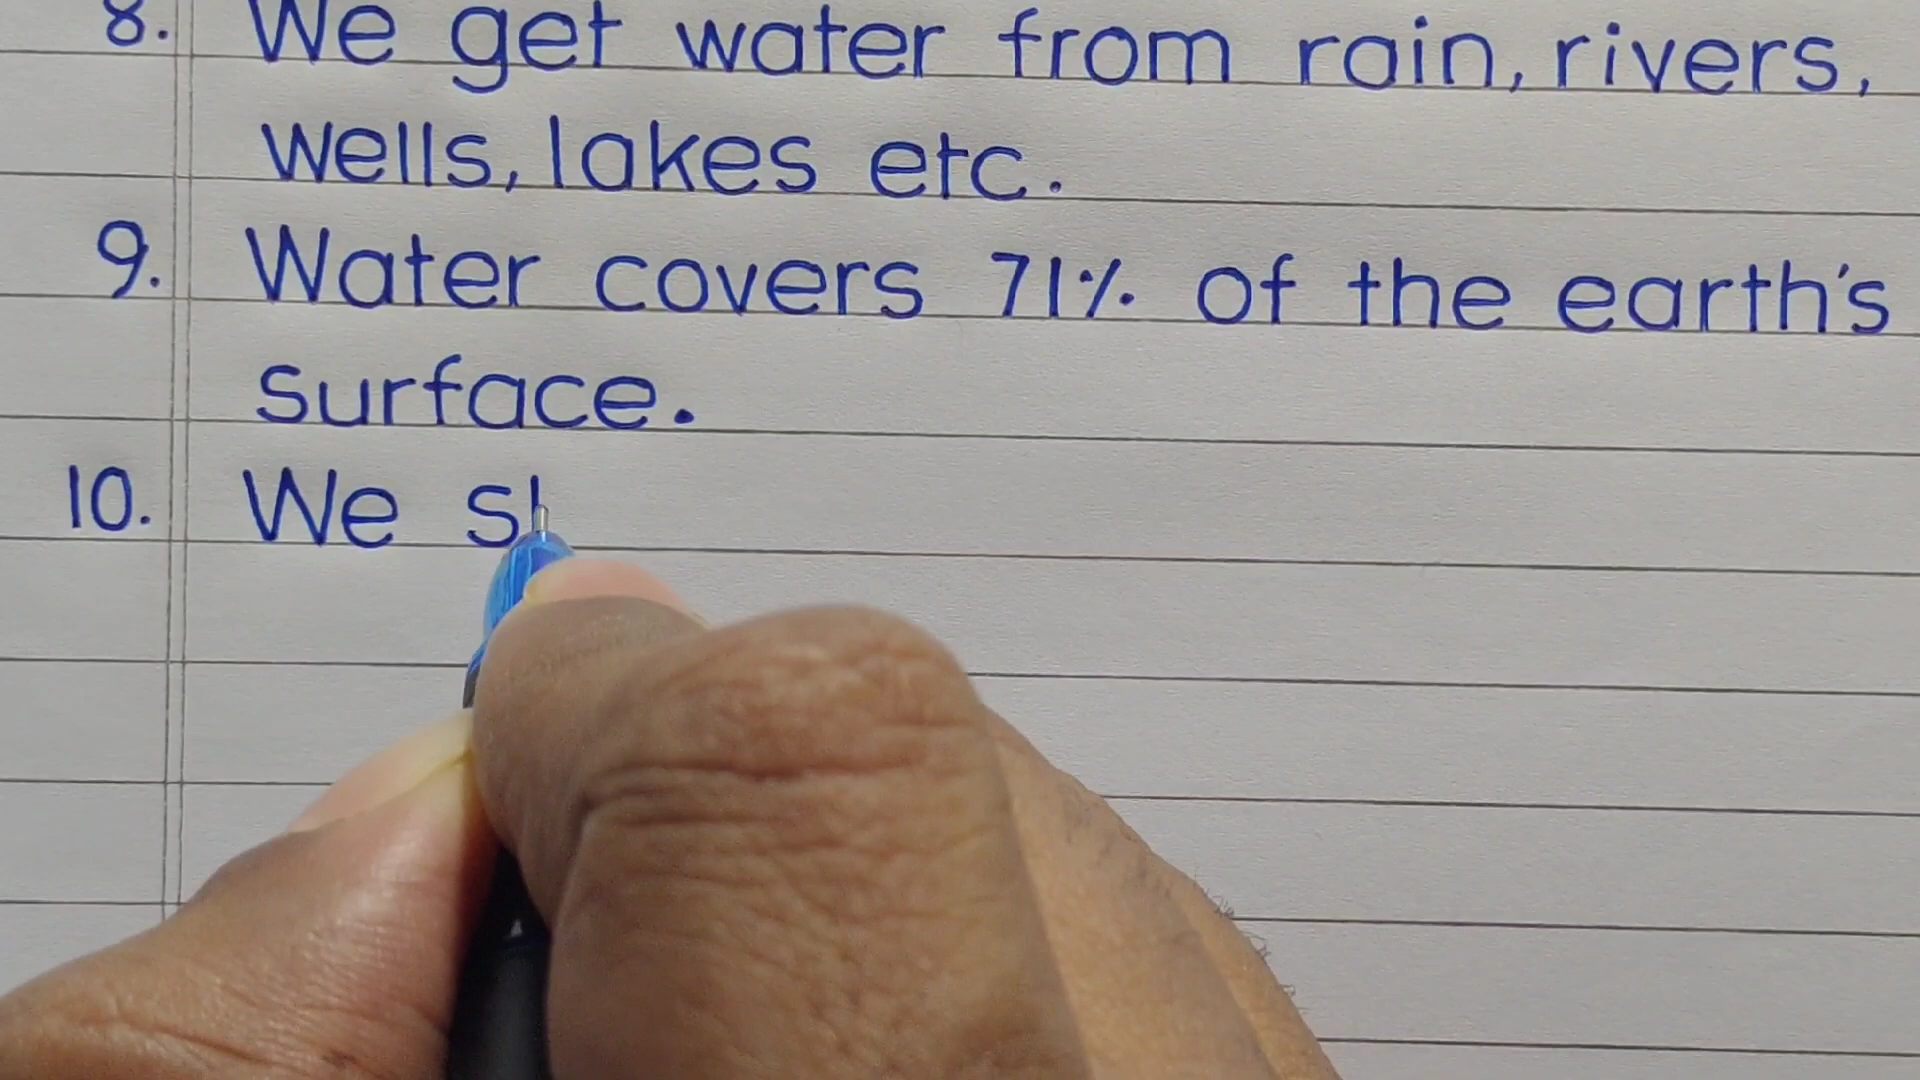 8. We get water from rain, rivers,
wells, lakes etc.
9. Water covers 71% of the earth's
surface.
10. We